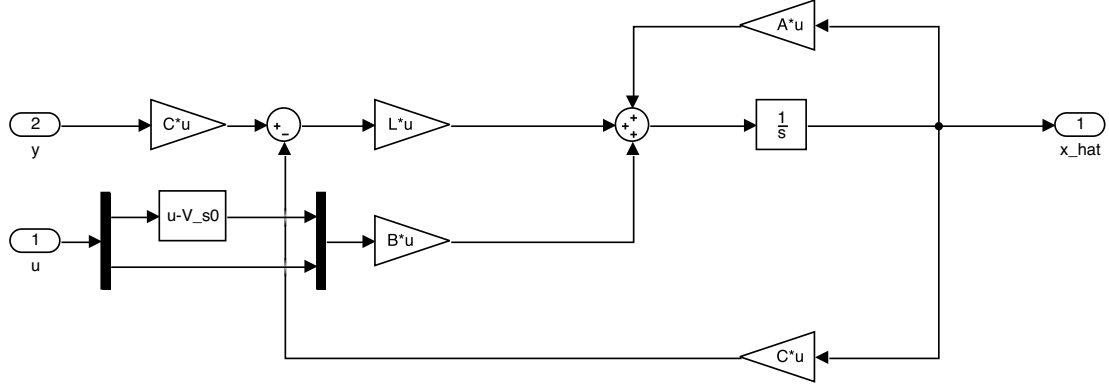 A*u
2
y
C*u
+
−
L*u
+
+
+
1
s
1
x_hat
u-V_s0
1
u
B*u
C*u